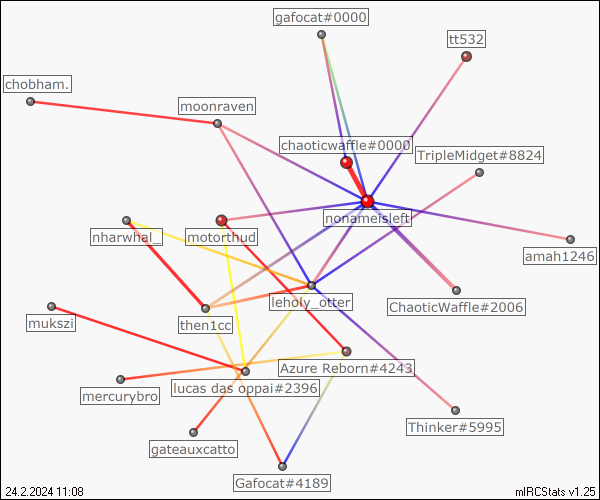 gafocat#0000
tt532
chobham.
moonraven
chaoticwaffle#0000
TripleMidget#8824
nonameisleft
nharwhal_
motorthud
amah1246
leholy_otter
ChaoticWaffle#2006
mukszi
then1cc
Azure Reborn#4243
lucas das oppai#2396
mercurybro
Thinker#5995
gateauxcatto
Gafocat#4189
24.2.2024 11:08
mIRCStats v1.25